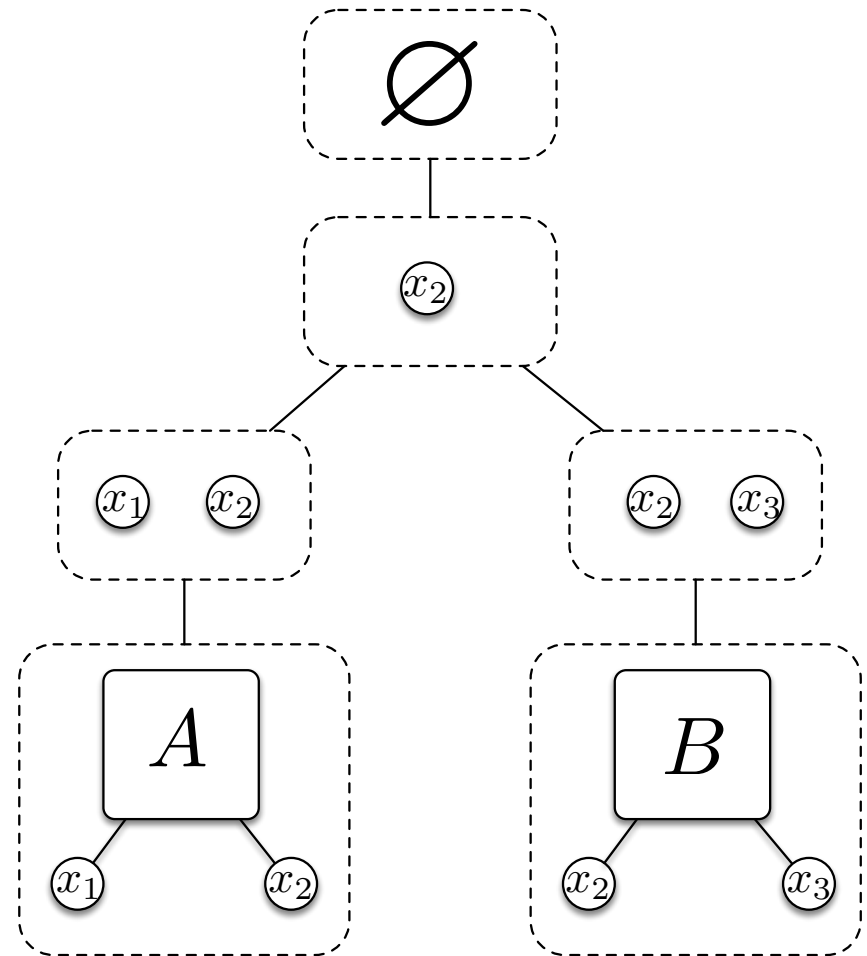 ∅
x₂
x₁ x₂ x₂ x₃
A B
x₁ x₂ x₂ x₃